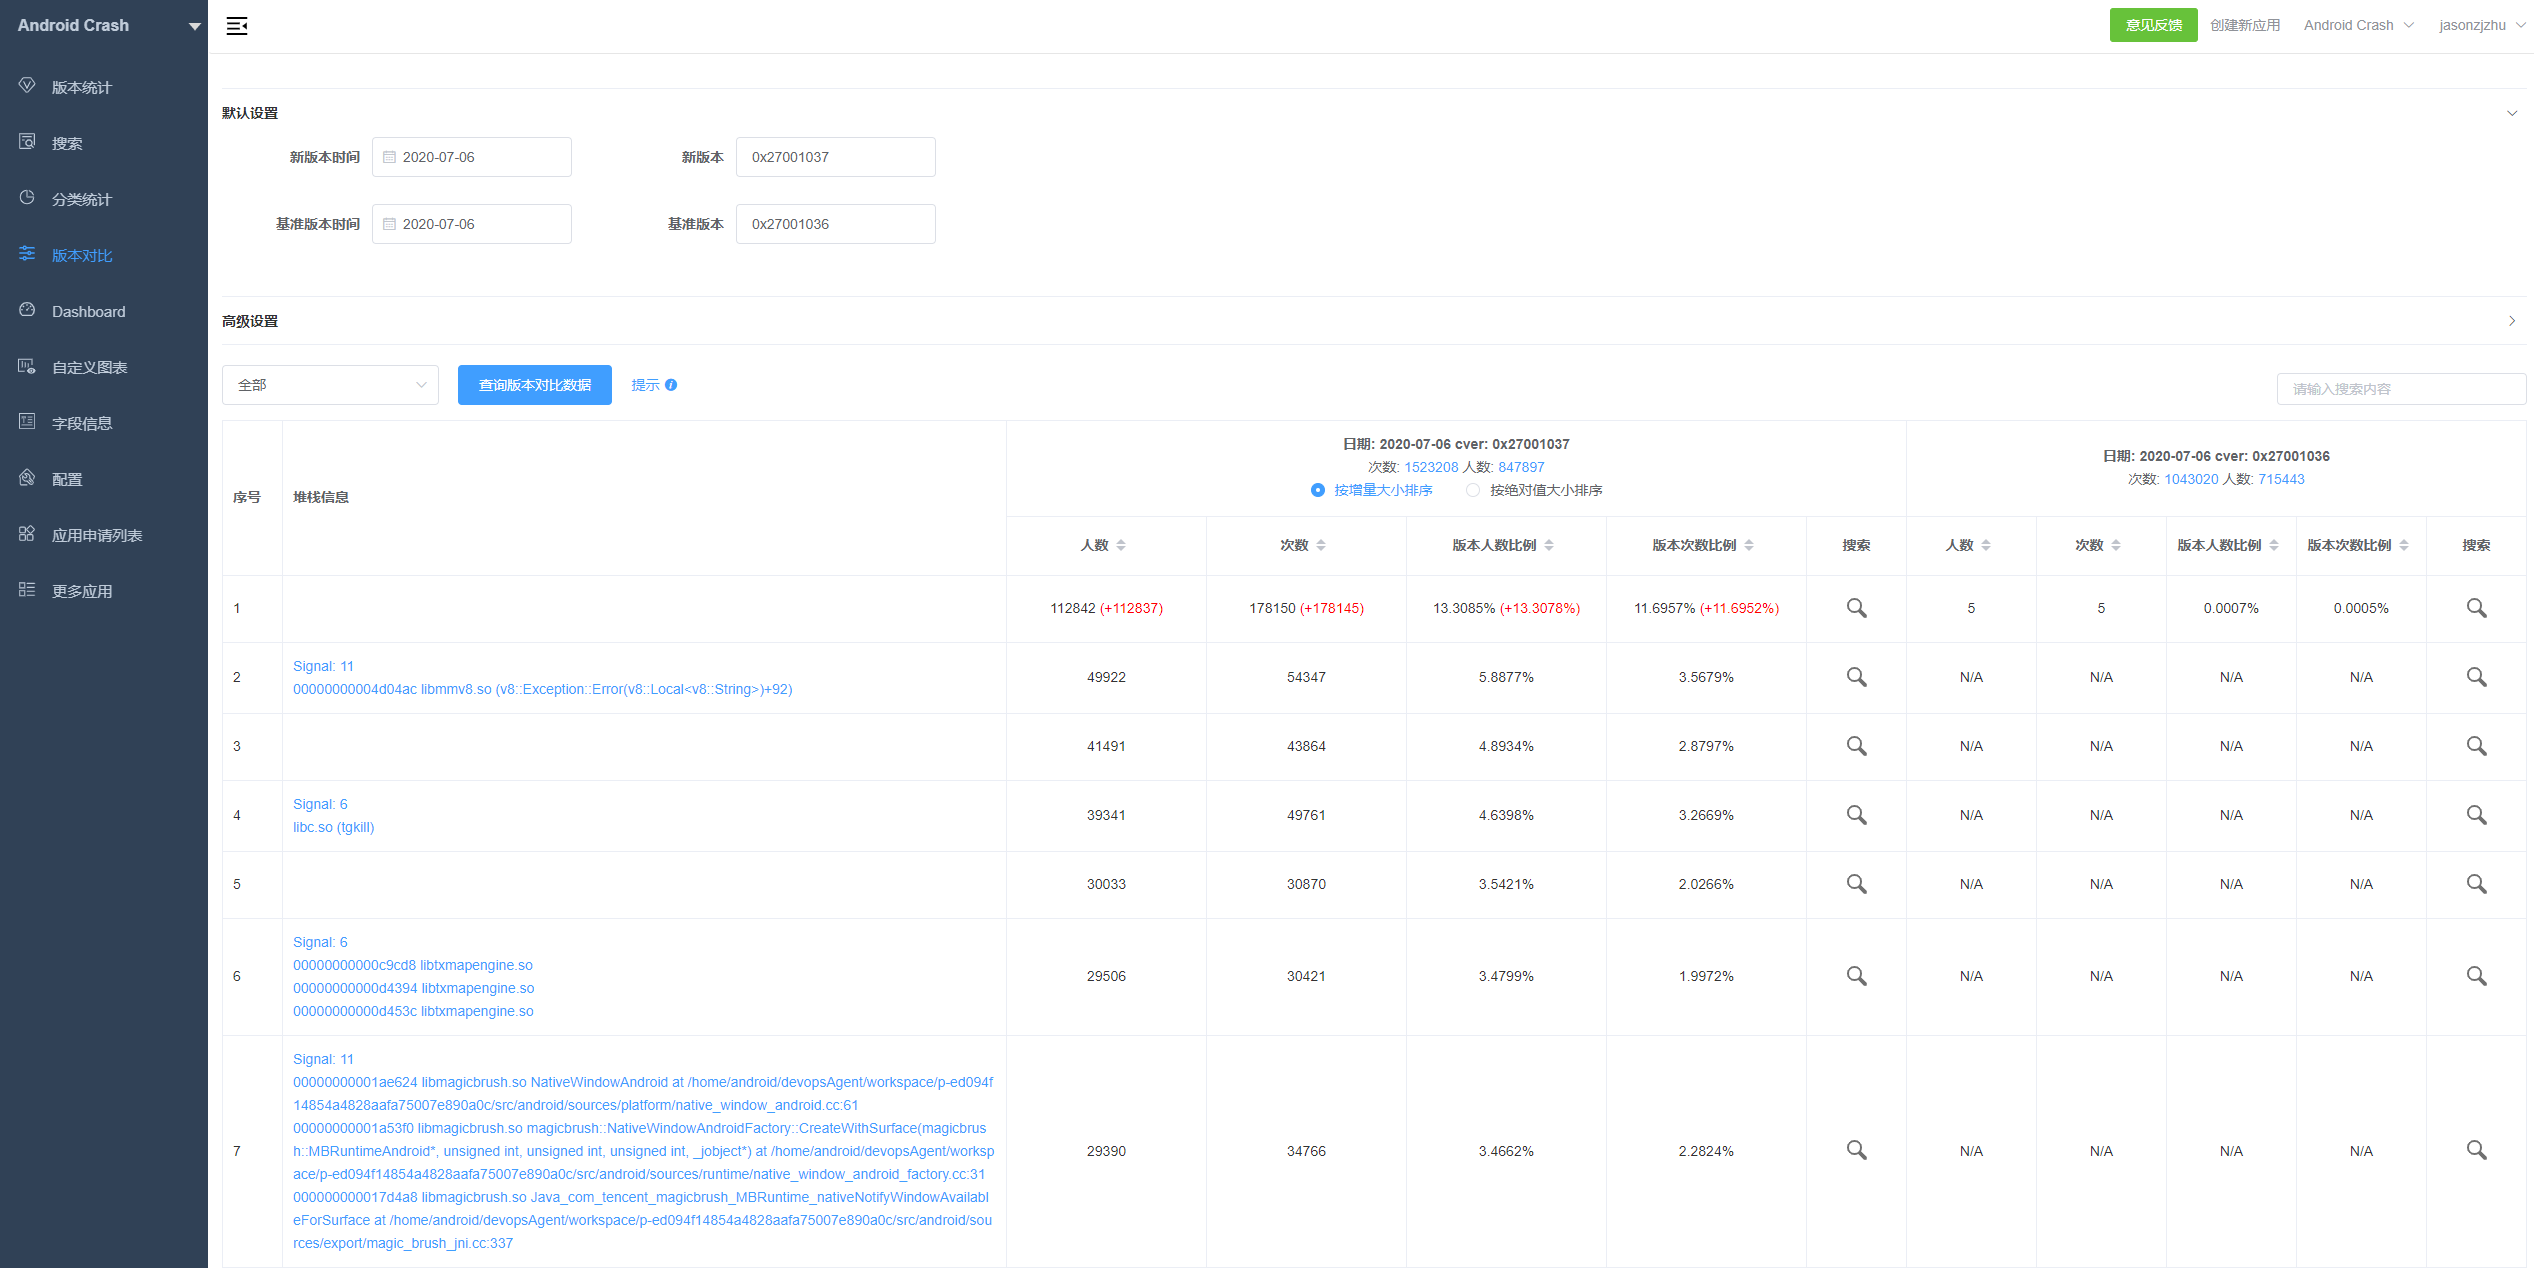 Android Crash
版本统计
搜索
分类统计
版本对比
Dashboard
自定义图表
字段信息
配置
应用申请列表
更多应用
意见反馈 创建新应用 Android Crash jasonzjzhu
默认设置
新版本时间 2020-07-06 新版本 0x27001037
基准版本时间 2020-07-06 基准版本 0x27001036
高级设置
全部 查询版本对比数据 提示 请输入搜索内容
序号 堆栈信息
日期: 2020-07-06 cver: 0x27001037
次数: 1523208 人数: 847897
按增量大小排序 按绝对值大小排序
日期: 2020-07-06 cver: 0x27001036
次数: 1043020 人数: 715443
人数 次数 版本人数比例 版本次数比例 搜索 人数 次数 版本人数比例 版本次数比例 搜索
1 112842 (+112837) 178150 (+178145) 13.3085% (+13.3078%) 11.6957% (+11.6952%) 5 5 0.0007% 0.0005%
Signal: 11
00000000004d04ac libmmv8.so (v8::Exception::Error(v8::Local<v8::String>)+92)
2 49922 54347 5.8877% 3.5679% N/A N/A N/A N/A
3 41491 43864 4.8934% 2.8797% N/A N/A N/A N/A
Signal: 6
libc.so (tgkill)
4 39341 49761 4.6398% 3.2669% N/A N/A N/A N/A
5 30033 30870 3.5421% 2.0266% N/A N/A N/A N/A
Signal: 6
00000000000c9cd8 libtxmapengine.so
00000000000d4394 libtxmapengine.so
00000000000d453c libtxmapengine.so
6 29506 30421 3.4799% 1.9972% N/A N/A N/A N/A
Signal: 11
00000000001ae624 libmagicbrush.so NativeWindowAndroid at /home/android/devopsAgent/workspace/p-ed094f
14854a4828aafa75007e890a0c/src/android/sources/platform/native_window_android.cc:61
00000000001a53f0 libmagicbrush.so magicbrush::NativeWindowAndroidFactory::CreateWithSurface(magicbrus
h::MBRuntimeAndroid*, unsigned int, unsigned int, unsigned int, _jobject*) at /home/android/devopsAgent/worksp
ace/p-ed094f14854a4828aafa75007e890a0c/src/android/sources/runtime/native_window_android_factory.cc:31
000000000017d4a8 libmagicbrush.so Java_com_tencent_magicbrush_MBRuntime_nativeNotifyWindowAvailabl
eForSurface at /home/android/devopsAgent/workspace/p-ed094f14854a4828aafa75007e890a0c/src/android/sou
rces/export/magic_brush_jni.cc:337
7 29390 34766 3.4662% 2.2824% N/A N/A N/A N/A